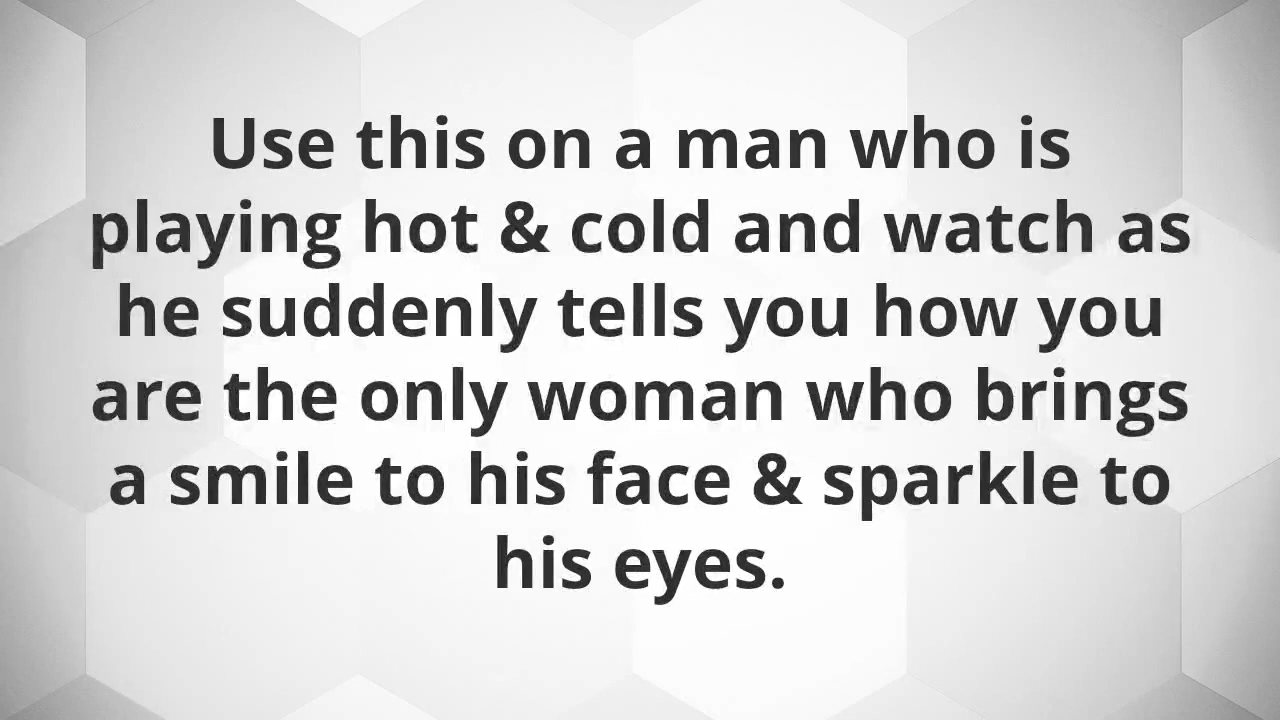 Use this on a man who is
playing hot & cold and watch as
he suddenly tells you how you
are the only woman who brings
a smile to his face & sparkle to
his eyes.